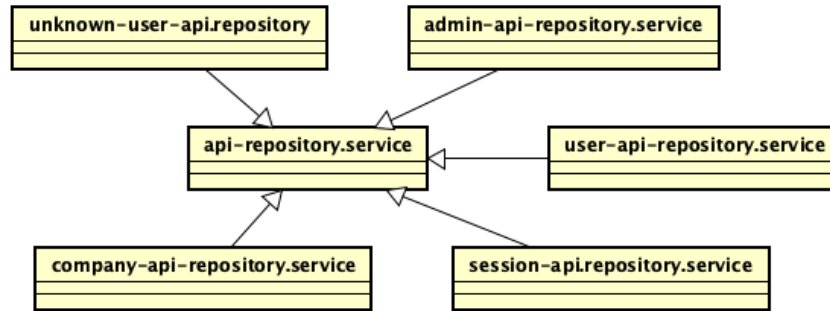 unknown-user-api.repository
admin-api-repository.service
api-repository.service
user-api-repository.service
company-api-repository.service
session-api.repository.service